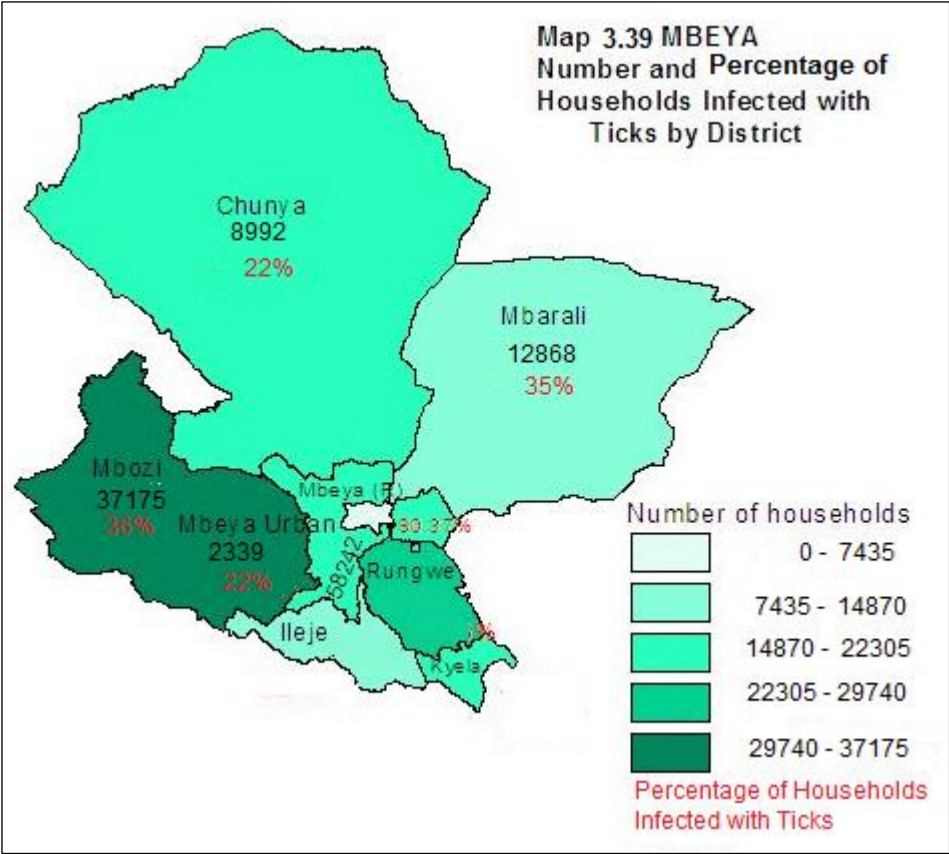 Map 3.39 MBEYA
Number and Percentage of
Households Infected with
Ticks by District
Chunya
8992
22%
Mbarali
12868
35%
Mbozi
37175
36%
Mbeya (R)
Mbeya Urban
2339
22%
58242
Rungwe
Ileje
Kyela
Number of households
0 - 7435
7435 - 14870
14870 - 22305
22305 - 29740
29740 - 37175
Percentage of Households
Infected with Ticks